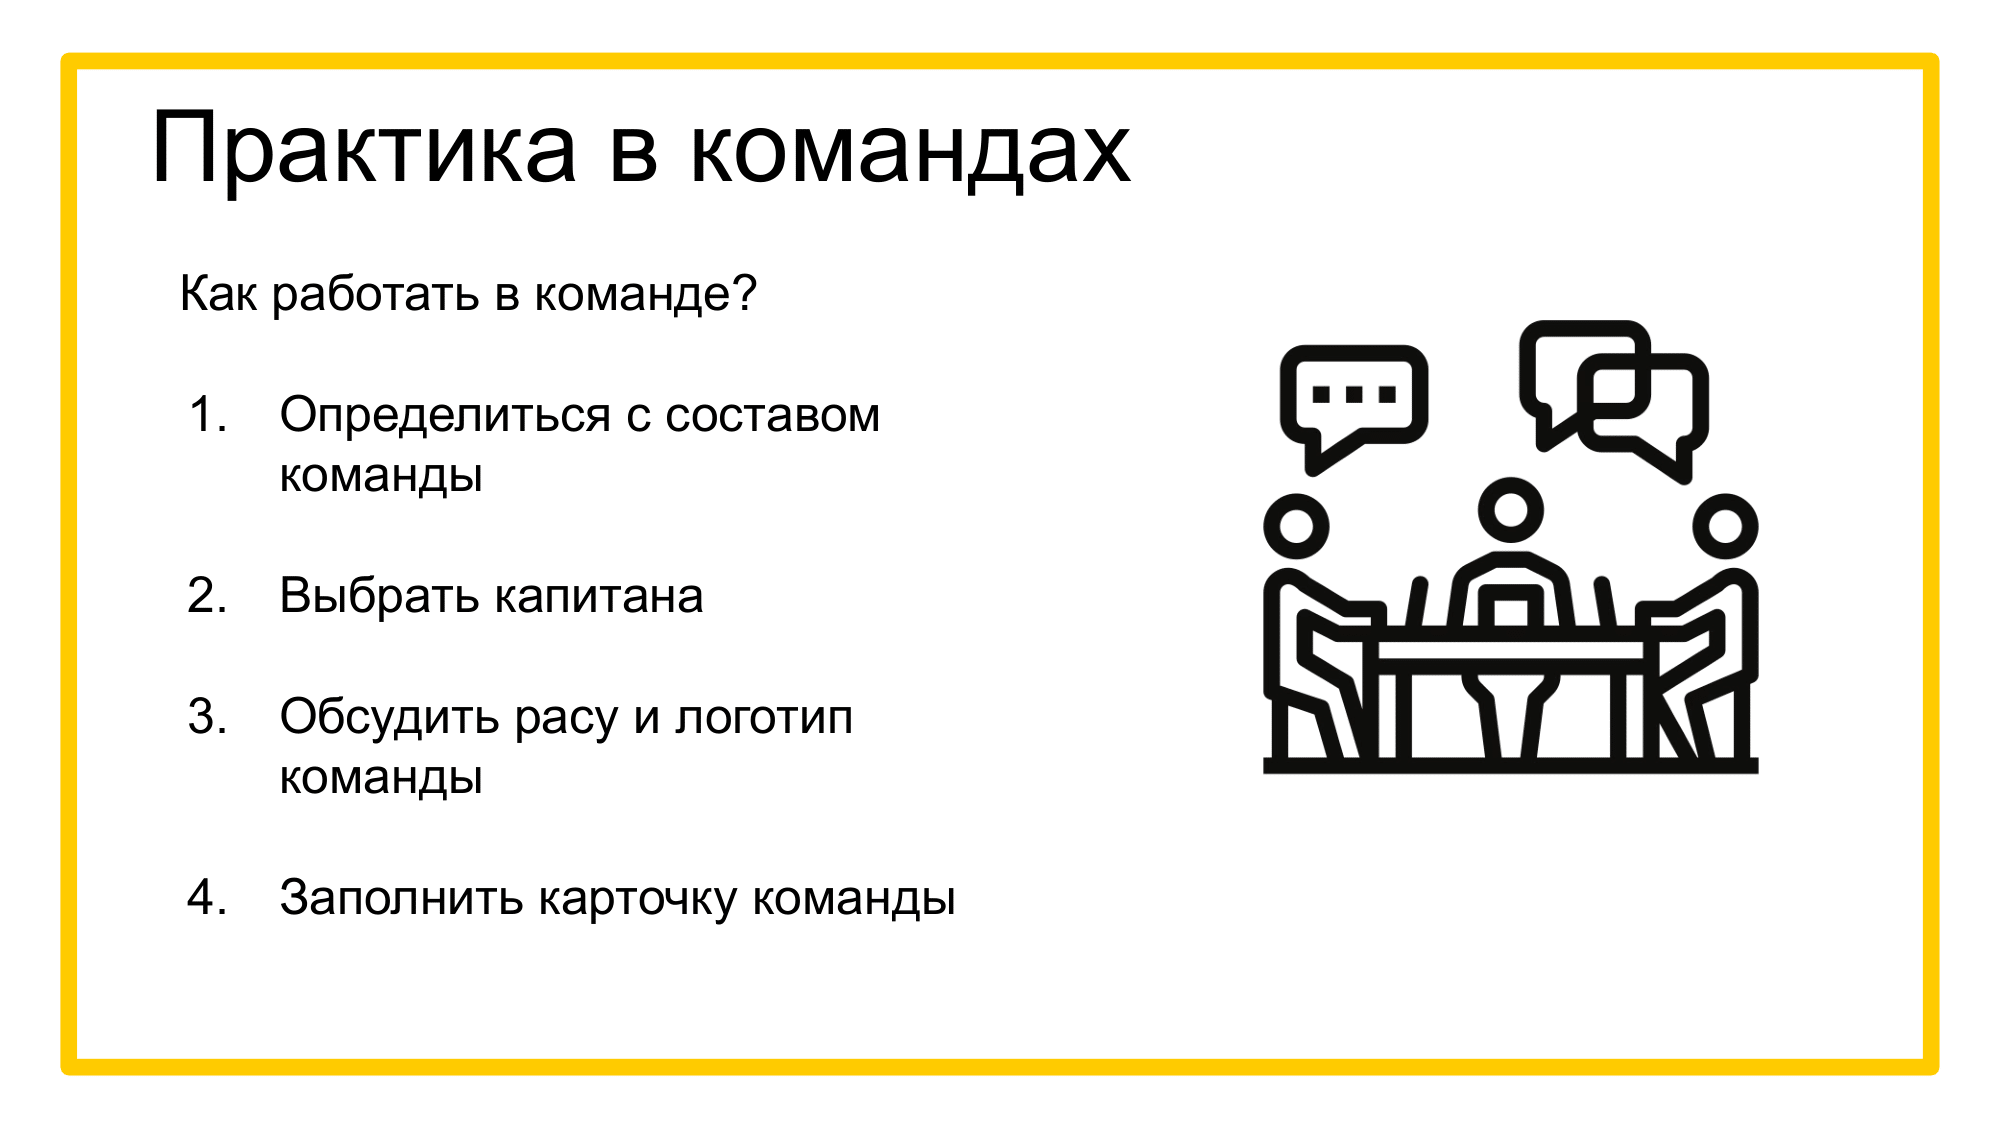 Практика в командах
Как работать в команде?
1. Определиться с составом
команды
2. Выбрать капитана
3. Обсудить расу и логотип
команды
4. Заполнить карточку команды